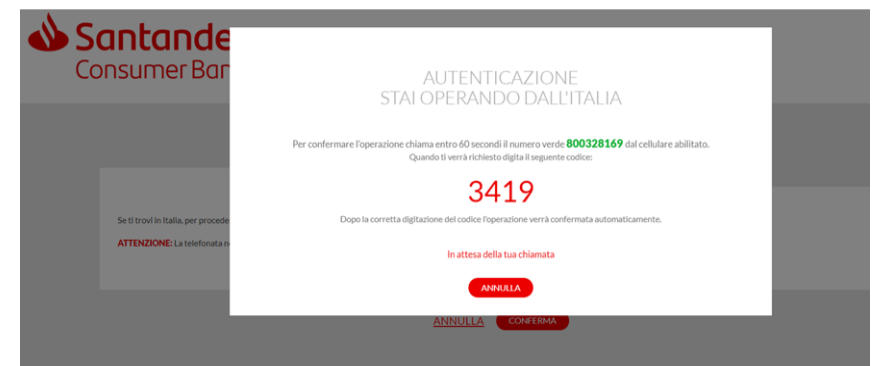 Santande
Consumer Ban
AUTENTICAZIONE
STAI OPERANDO DALL'ITALIA
Per confermare l'operazione chiama entro 60 secondi il numero verde 800328169 dal cellulare abilitato.
Quando ti verrà richiesto digita il seguente codice:
3419
Dopo la corretta digitazione del codice l'operazione verrà confermata automaticamente.
Se ti trovi in Italia, per procede
ATTENZIONE: La telefonata n
In attesa della tua chiamata
ANNULLA
ANNULLA CONFERMA